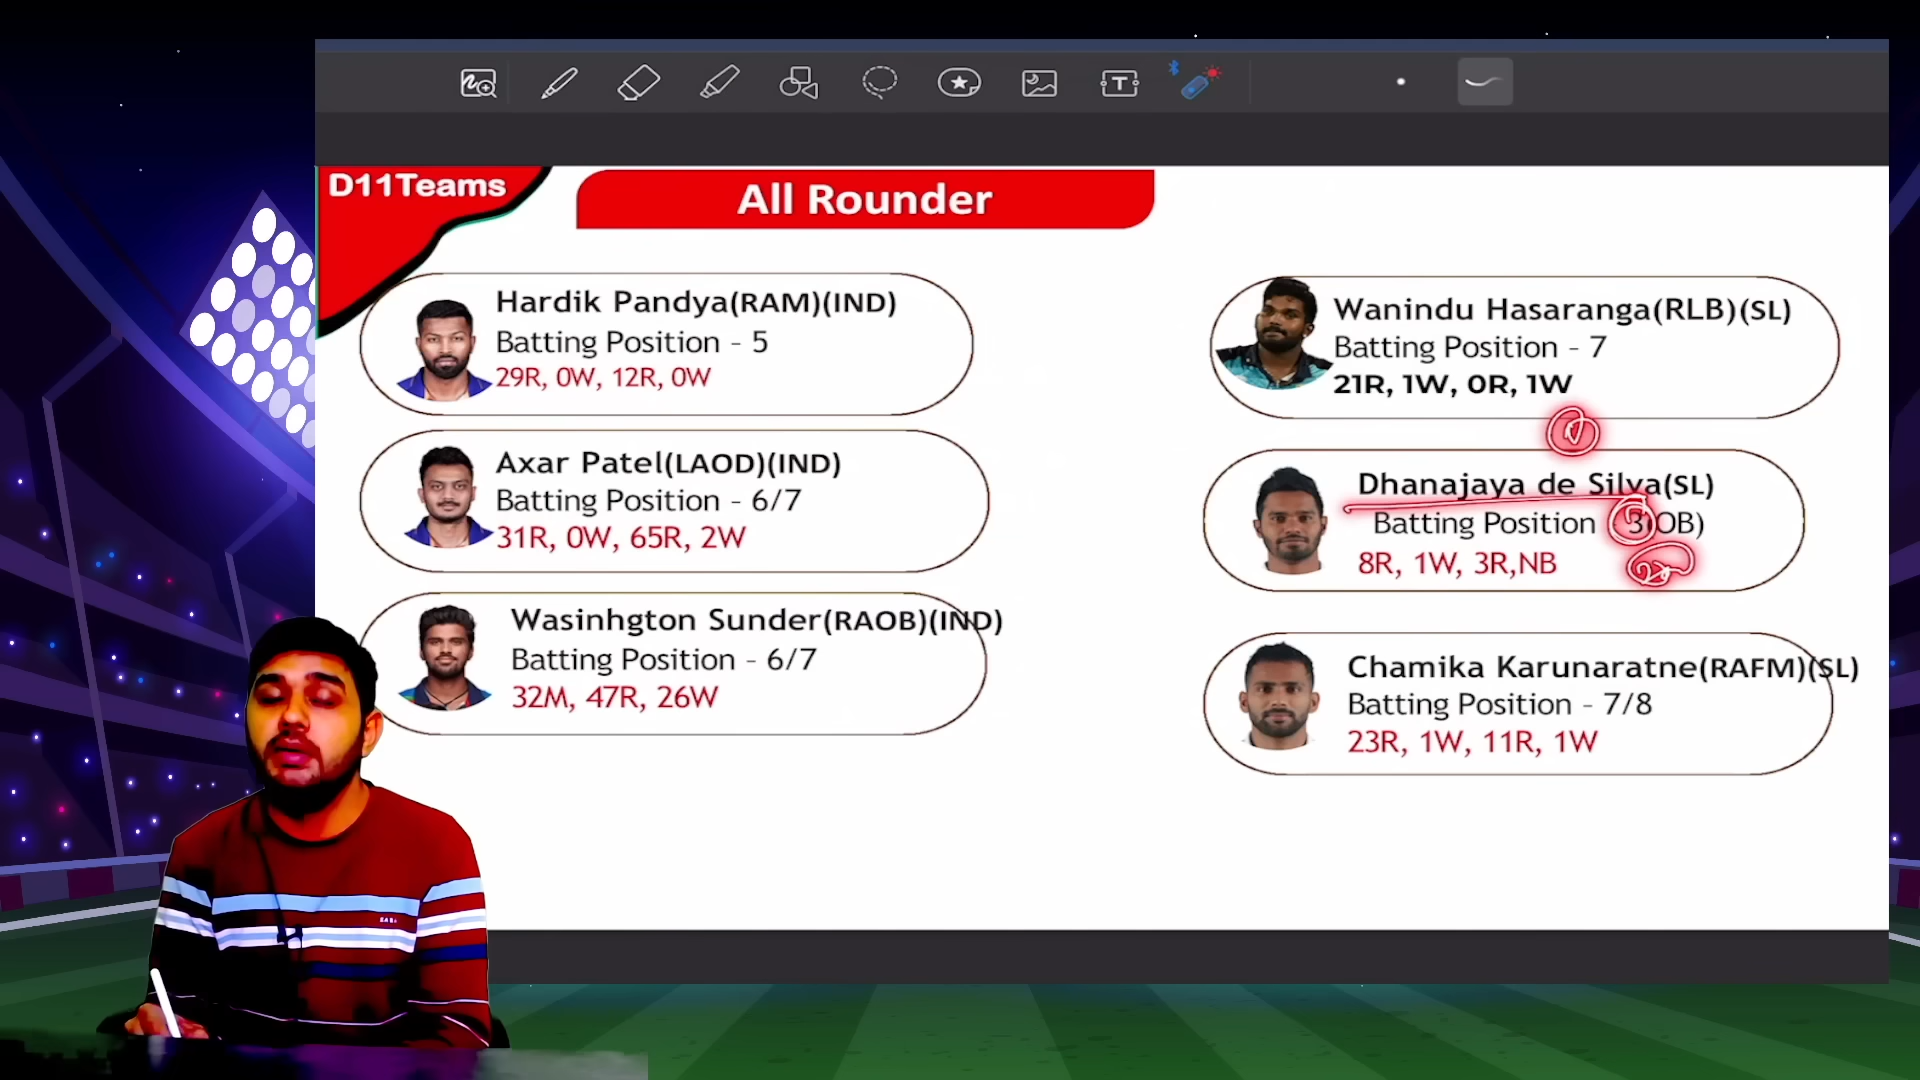 D11Teams
All Rounder
Hardik Pandya(RAM)(IND)
Batting Position - 5
29R, 0W, 12R, 0W
Axar Patel(LAOD)(IND)
Batting Position - 6/7
31R, 0W, 65R, 2W
Wasinhgton Sunder(RAOB)(IND)
Batting Position - 6/7
32M, 47R, 26W
Wanindu Hasaranga(RLB)(SL)
Batting Position - 7
21R, 1W, 0R, 1W
Dhanajaya de Silva(SL)
Batting Position 3(OB)
8R, 1W, 3R,NB
Chamika Karunaratne(RAFM)(SL)
Batting Position - 7/8
23R, 1W, 11R, 1W